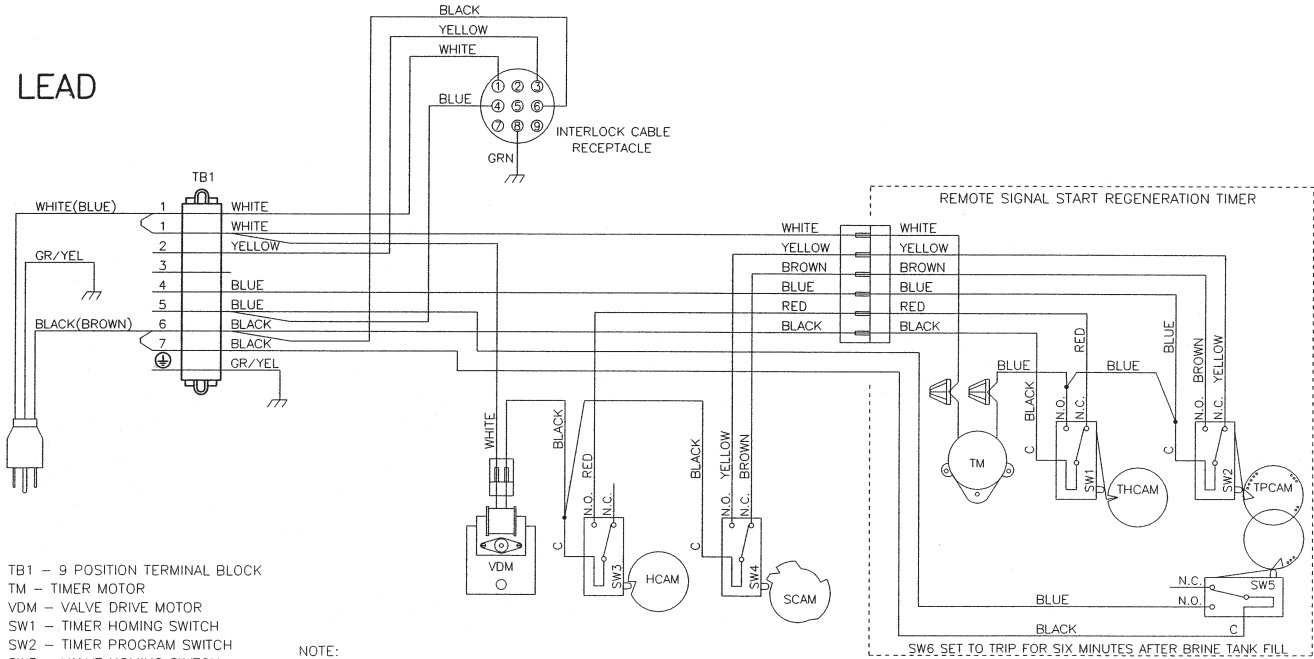 LEAD
BLACK
YELLOW
WHITE
BLUE
1 2 3
4 5 6
7 8 9
INTERLOCK CABLE
RECEPTACLE
GRN
TB1
WHITE(BLUE)
GR/YEL
BLACK(BROWN)
1 WHITE
1 WHITE
2 YELLOW
3
4 BLUE
5 BLUE
6 BLACK
7 BLACK
GR/YEL
REMOTE SIGNAL START REGENERATION TIMER
WHITE WHITE
YELLOW YELLOW
BROWN BROWN
BLUE BLUE
RED RED
BLACK BLACK
BLUE
BLACK
RED
BLUE
BLUE
BROWN
YELLOW
N.O.
N.C.
C
SW1
N.O.
N.C.
C
SW2
TM
THCAM
TPCAM
WHITE
BLACK
RED
N.O.
N.C.
C
SW3
BLACK
YELLOW
BROWN
N.O.
N.C.
C
SW4
VDM
HCAM
SCAM
N.C.
N.O.
SW5
C
BLUE
BLACK
SW6 SET TO TRIP FOR SIX MINUTES AFTER BRINE TANK FILL
TB1 – 9 POSITION TERMINAL BLOCK
TM – TIMER MOTOR
VDM – VALVE DRIVE MOTOR
SW1 – TIMER HOMING SWITCH
SW2 – TIMER PROGRAM SWITCH
NOTE: